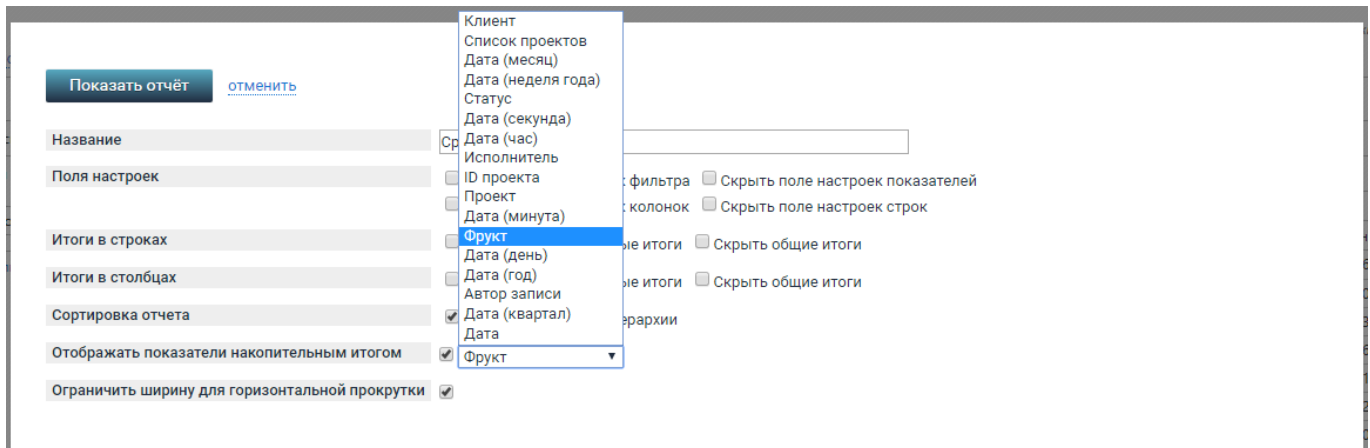 Клиент
Список проектов
Дата (месяц)
Дата (неделя года)
Статус
Дата (секунда)
Дата (час)
Исполнитель
ID проекта
Проект
Дата (минута)
Фрукт
Дата (день)
Дата (год)
Автор записи
Дата (квартал)
Дата
Показать отчёт отменить
Название Ср
Поля настроек фильтра Скрыть поле настроек показателей
колонок Скрыть поле настроек строк
Итоги в строках ые итоги Скрыть общие итоги
Итоги в столбцах ые итоги Скрыть общие итоги
Сортировка отчета ерархии
Отображать показатели накопительным итогом Фрукт
Ограничить ширину для горизонтальной прокрутки